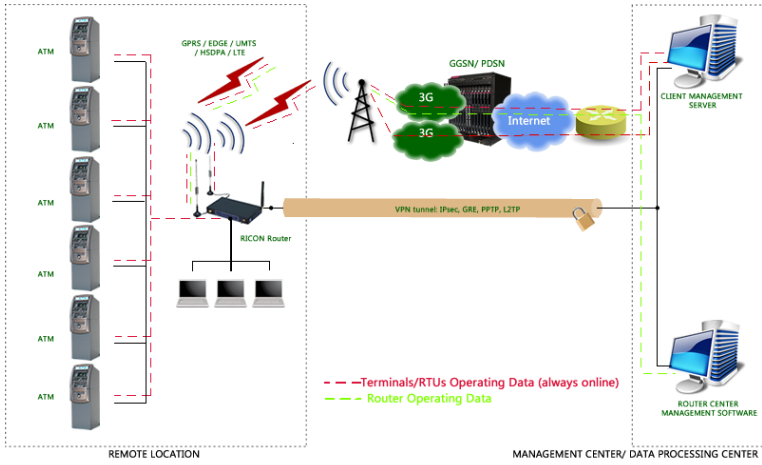 GPRS / EDGE / UMTS
/ HSDPA / LTE
GGSN/ PDSN
ATM
3G
Internet
CLIENT MANAGEMENT
SERVER
ATM
3G
ATM
VPN tunnel: IPsec, GRE, PPTP, L2TP
RICON Router
ATM
ATM
Terminals/RTUs Operating Data (always online)
Router Operating Data
ATM
ROUTER CENTER
MANAGEMENT SOFTWARE
REMOTE LOCATION
MANAGEMENT CENTER/ DATA PROCESSING CENTER